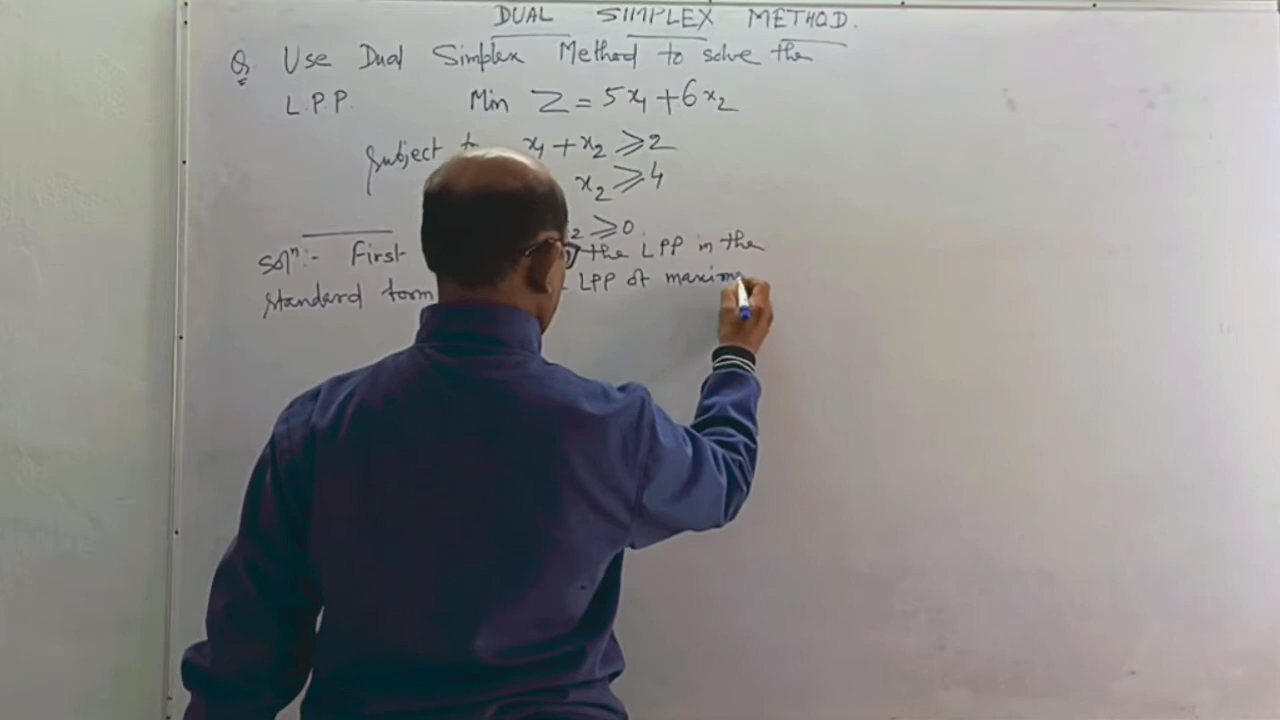 DUAL SIMPLEX METHOD.
Q. Use Dual Simplex Method to solve the
L.P.P. Min Z = 5x₁ + 6x₂
Subject x₁ + x₂ ⩾ 2
x₂ ⩾ 4
₂ ⩾ 0
Solⁿ:- First the LPP in the
standard form LPP of maxim